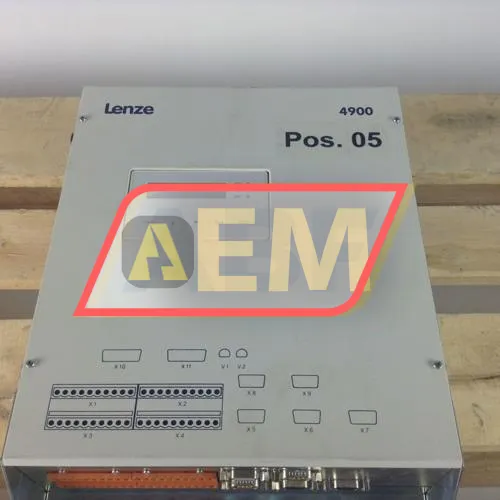 Lenze
4900
Pos. 05
AEM
X10
X11
V1
V2
X8
X9
X1
X2
X3
X4
X5
X6
X7